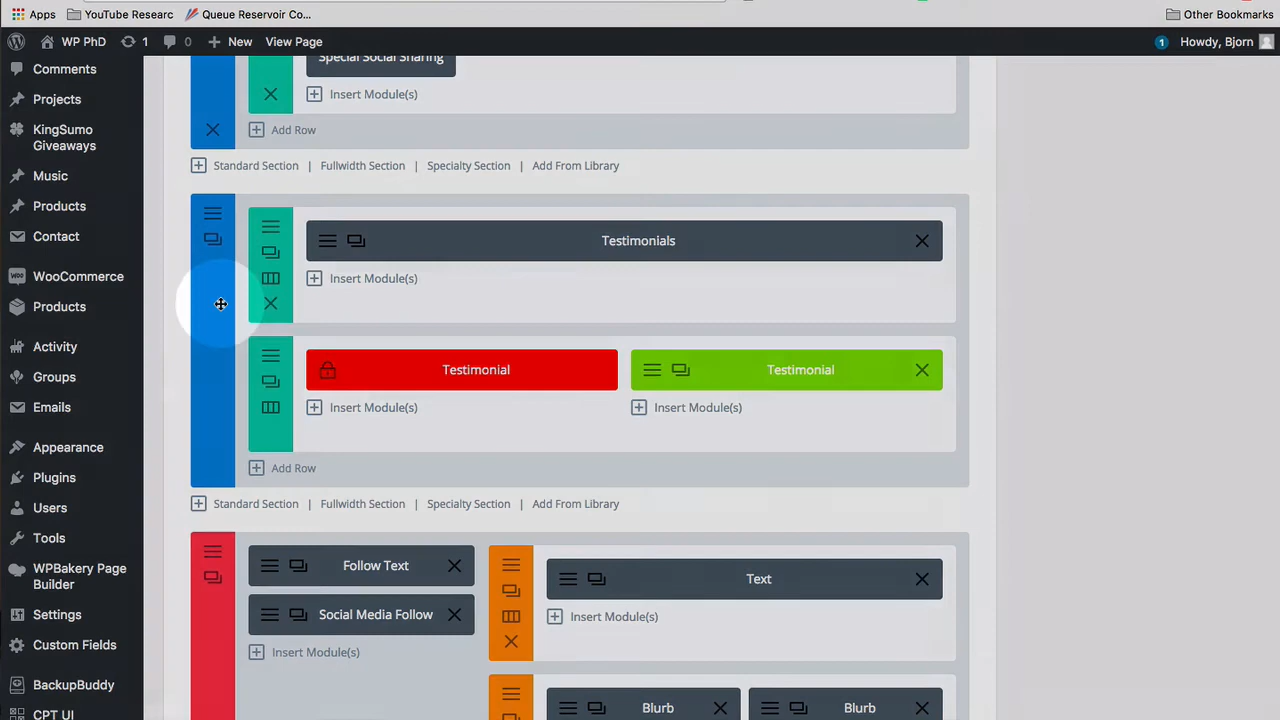 Apps
YouTube Researc
Queue Reservoir Co...
Other Bookmarks
WP PhD
1
0
New
View Page
1
Howdy, Bjorn
Comments
Projects
KingSumo
Giveaways
Music
Products
Contact
WooCommerce
Products
Activity
Groups
Emails
Appearance
Plugins
Users
Tools
WPBakery Page
Builder
Settings
Custom Fields
BackupBuddy
CPT UI
Special Social Sharing
Insert Module(s)
Add Row
Standard Section | Fullwidth Section | Specialty Section | Add From Library
Testimonials
Insert Module(s)
Testimonial
Testimonial
Insert Module(s)
Insert Module(s)
Add Row
Standard Section | Fullwidth Section | Specialty Section | Add From Library
Follow Text
Social Media Follow
Insert Module(s)
Text
Insert Module(s)
Blurb
Blurb